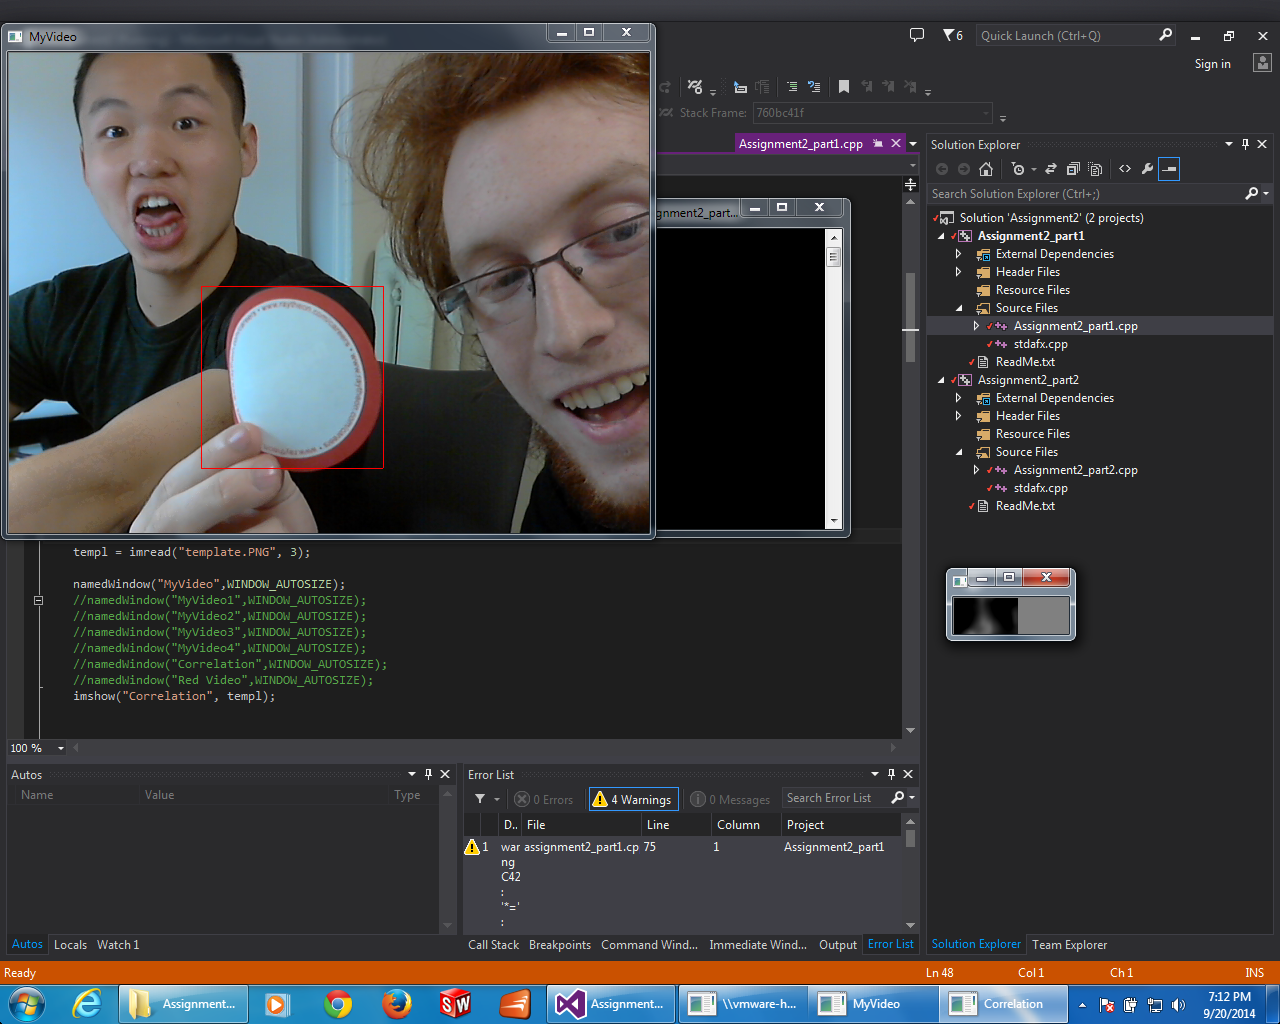 MyVideo
6
Quick Launch (Ctrl+Q)
Sign in
Stack Frame:
760bc41f
Assignment2_part1.cpp
Solution Explorer
Search Solution Explorer (Ctrl+;)
Solution 'Assignment2' (2 projects)
Assignment2_part1
External Dependencies
Header Files
Resource Files
Source Files
Assignment2_part1.cpp
stdafx.cpp
ReadMe.txt
Assignment2_part2
External Dependencies
Header Files
Resource Files
Source Files
Assignment2_part2.cpp
stdafx.cpp
ReadMe.txt
gnment2_part...
templ = imread("template.PNG", 3);
namedWindow("MyVideo",WINDOW_AUTOSIZE);
//namedWindow("MyVideo1",WINDOW_AUTOSIZE);
//namedWindow("MyVideo2",WINDOW_AUTOSIZE);
//namedWindow("MyVideo3",WINDOW_AUTOSIZE);
//namedWindow("MyVideo4",WINDOW_AUTOSIZE);
//namedWindow("Correlation",WINDOW_AUTOSIZE);
//namedWindow("Red Video",WINDOW_AUTOSIZE);
imshow("Correlation", templ);
100 %
Autos
Name Value Type
Error List
0 Errors 4 Warnings 0 Messages Search Error List
D.. File Line Column Project
1 war assignment2_part1.cp 75 1 Assignment2_part1
ng
C42
:
'*='
:
Autos Locals Watch 1
Call Stack Breakpoints Command Wind... Immediate Wind... Output Error List
Solution Explorer Team Explorer
Ready Ln 48 Col 1 Ch 1 INS
Assignment... SW Assignment... \\vmware-h... MyVideo Correlation
7:12 PM
9/20/2014